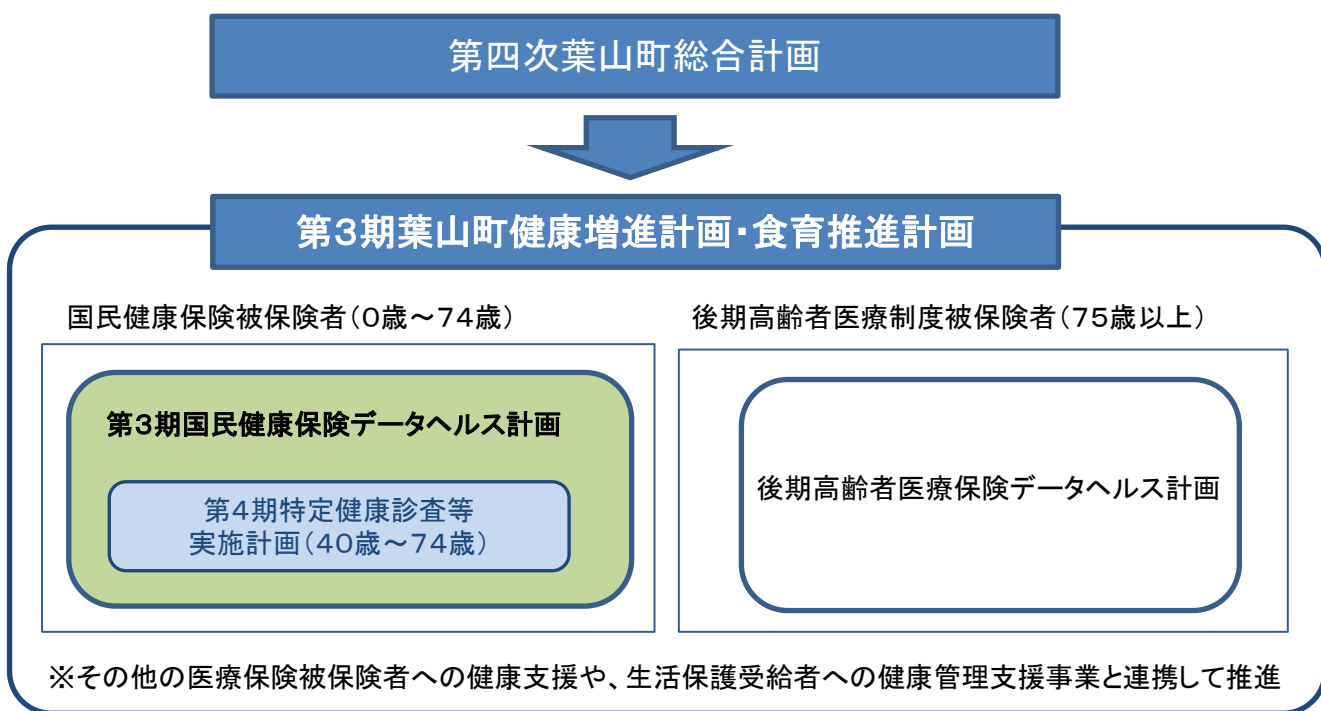 第四次葉山町総合計画
第3期葉山町健康増進計画・食育推進計画
国民健康保険被保険者(0歳～74歳)
後期高齢者医療制度被保険者(75歳以上)
第3期国民健康保険データヘルス計画
第4期特定健康診査等
実施計画(40歳～74歳)
後期高齢者医療保険データヘルス計画
※その他の医療保険被保険者への健康支援や、生活保護受給者への健康管理支援事業と連携して推進